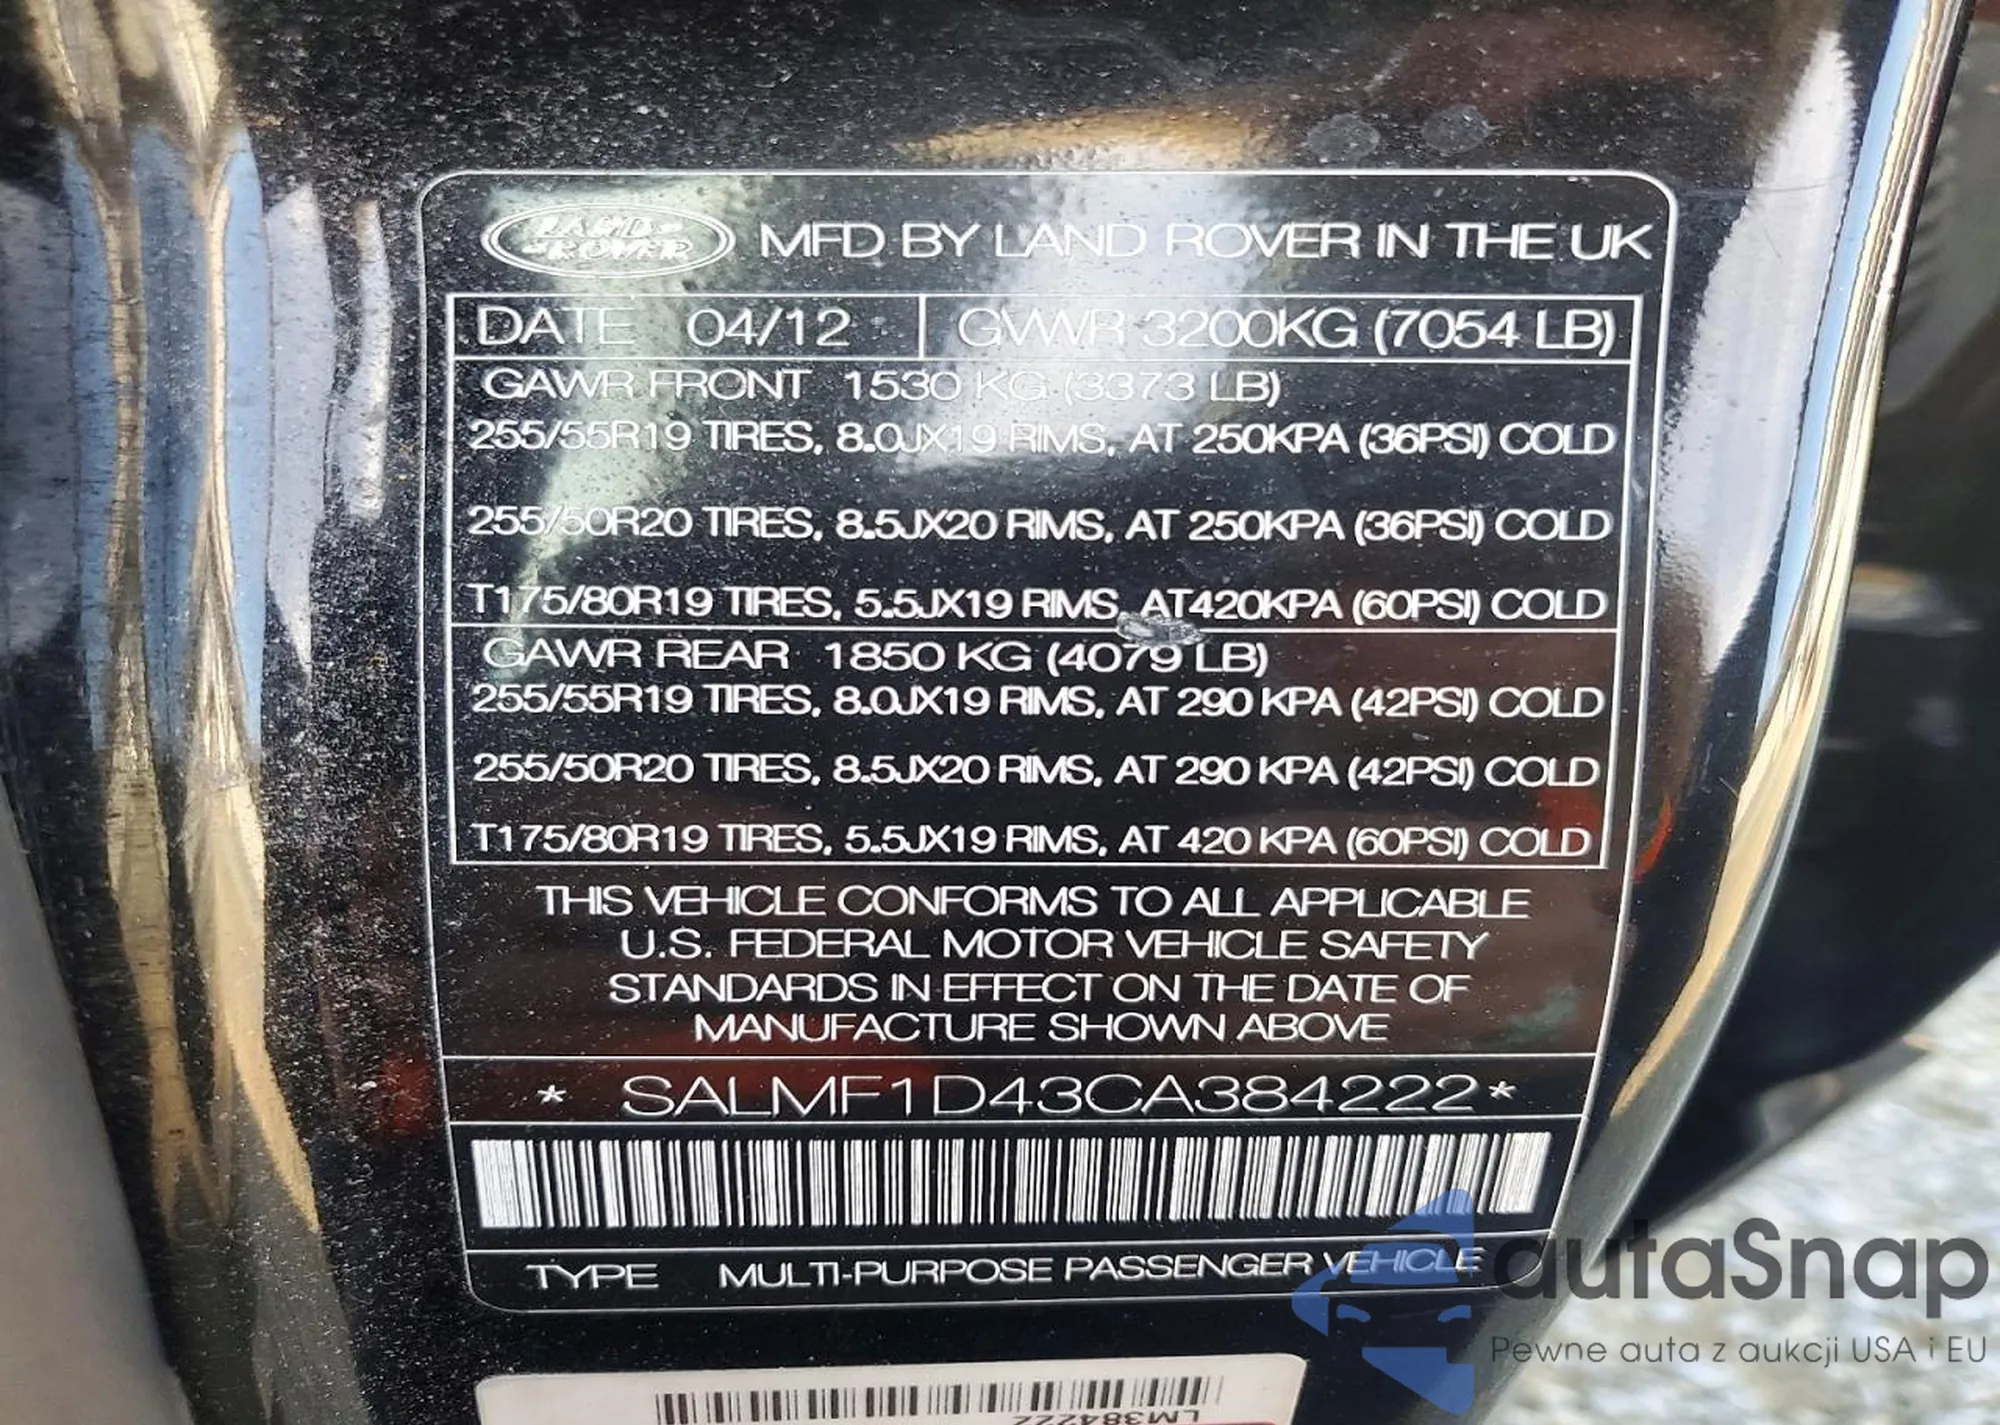 LAND-
-ROVER
MFD BY LAND ROVER IN THE UK
DATE 04/12 GVWR 3200KG (7054 LB)
GAWR FRONT 1530 KG (3373 LB)
255/55R19 TIRES, 8.0JX19 RIMS, AT 250KPA (36PSI) COLD
255/50R20 TIRES, 8.5JX20 RIMS, AT 250KPA (36PSI) COLD
T175/80R19 TIRES, 5.5JX19 RIMS, AT420KPA (60PSI) COLD
GAWR REAR 1850 KG (4079 LB)
255/55R19 TIRES, 8.0JX19 RIMS, AT 290 KPA (42PSI) COLD
255/50R20 TIRES, 8.5JX20 RIMS, AT 290 KPA (42PSI) COLD
T175/80R19 TIRES, 5.5JX19 RIMS, AT 420 KPA (60PSI) COLD
THIS VEHICLE CONFORMS TO ALL APPLICABLE
U.S. FEDERAL MOTOR VEHICLE SAFETY
STANDARDS IN EFFECT ON THE DATE OF
MANUFACTURE SHOWN ABOVE
* SALMF1D43CA384222*
TYPE MULTI-PURPOSE PASSENGER VEHICLE
autaSnap
Pewne auta z aukcji USA i EU
LM384222